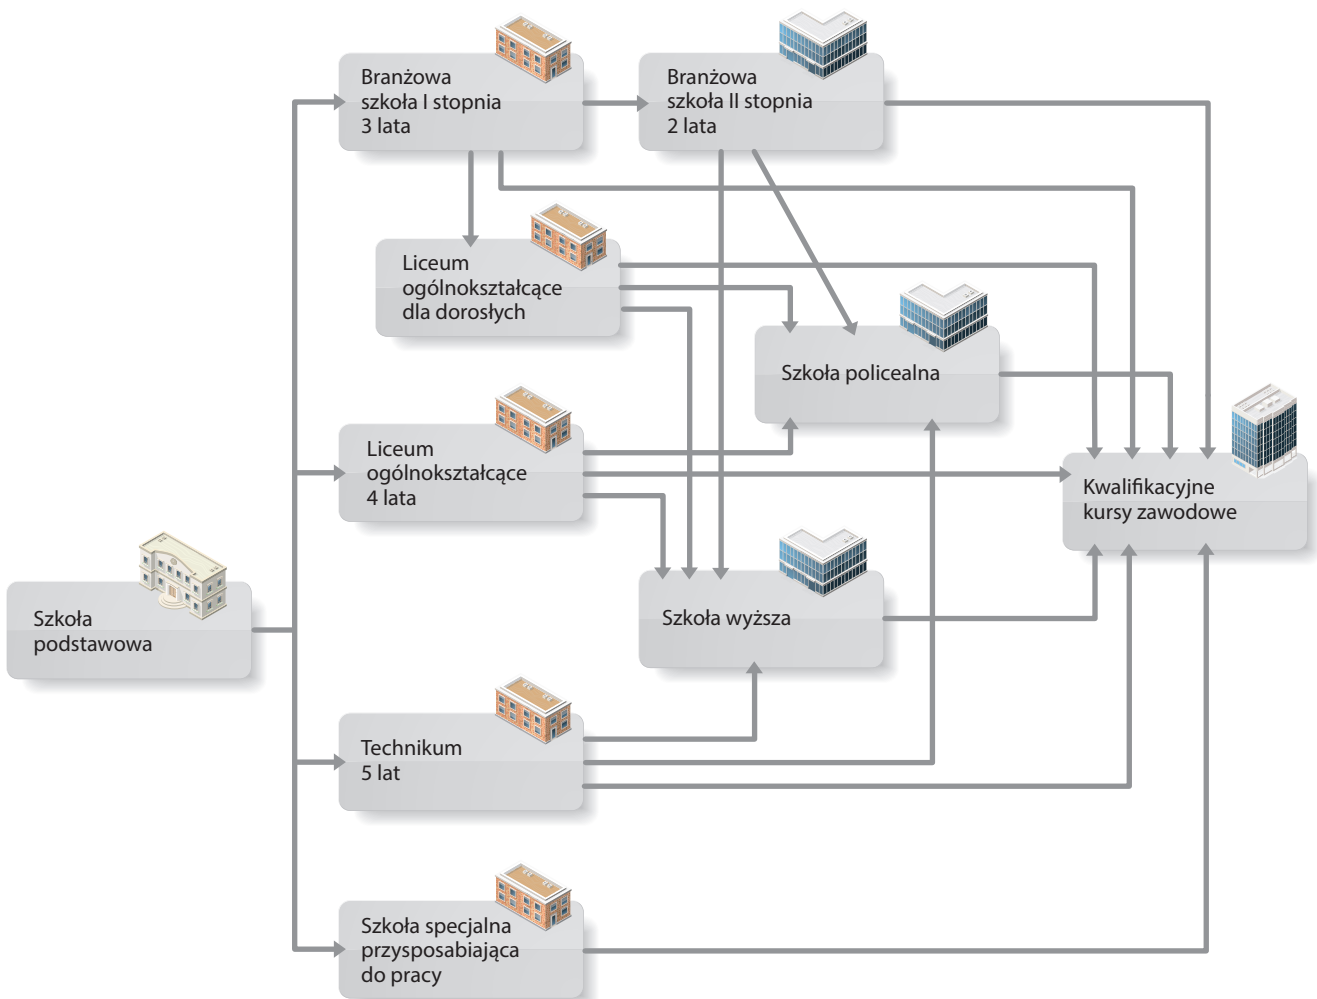 Branżowa
szkoła I stopnia
3 lata
Branżowa
szkoła II stopnia
2 lata
Liceum
ogólnokształcące
dla dorosłych
Szkoła policealna
Liceum
ogólnokształcące
4 lata
Kwalifikacyjne
kursy zawodowe
Szkoła
podstawowa
Szkoła wyższa
Technikum
5 lat
Szkoła specjalna
przysposabiająca
do pracy